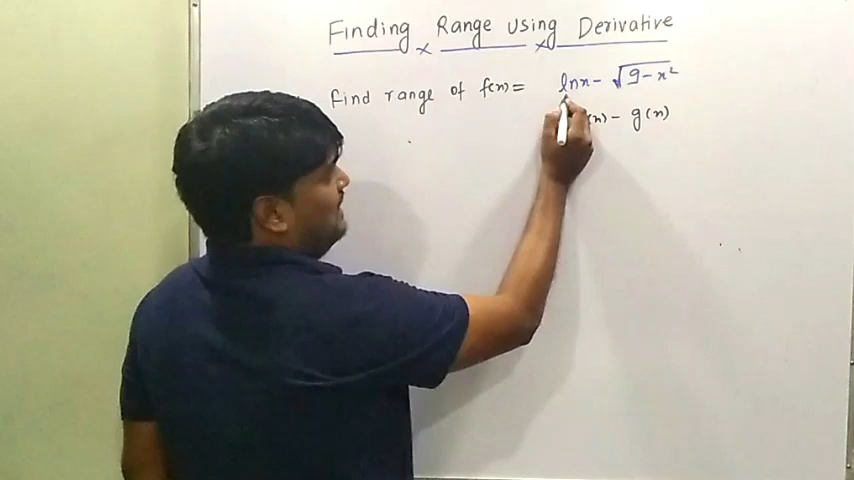 Finding Range Using Derivative
Find range of f(x) = lnx - √9-x²
(x) - g(x)